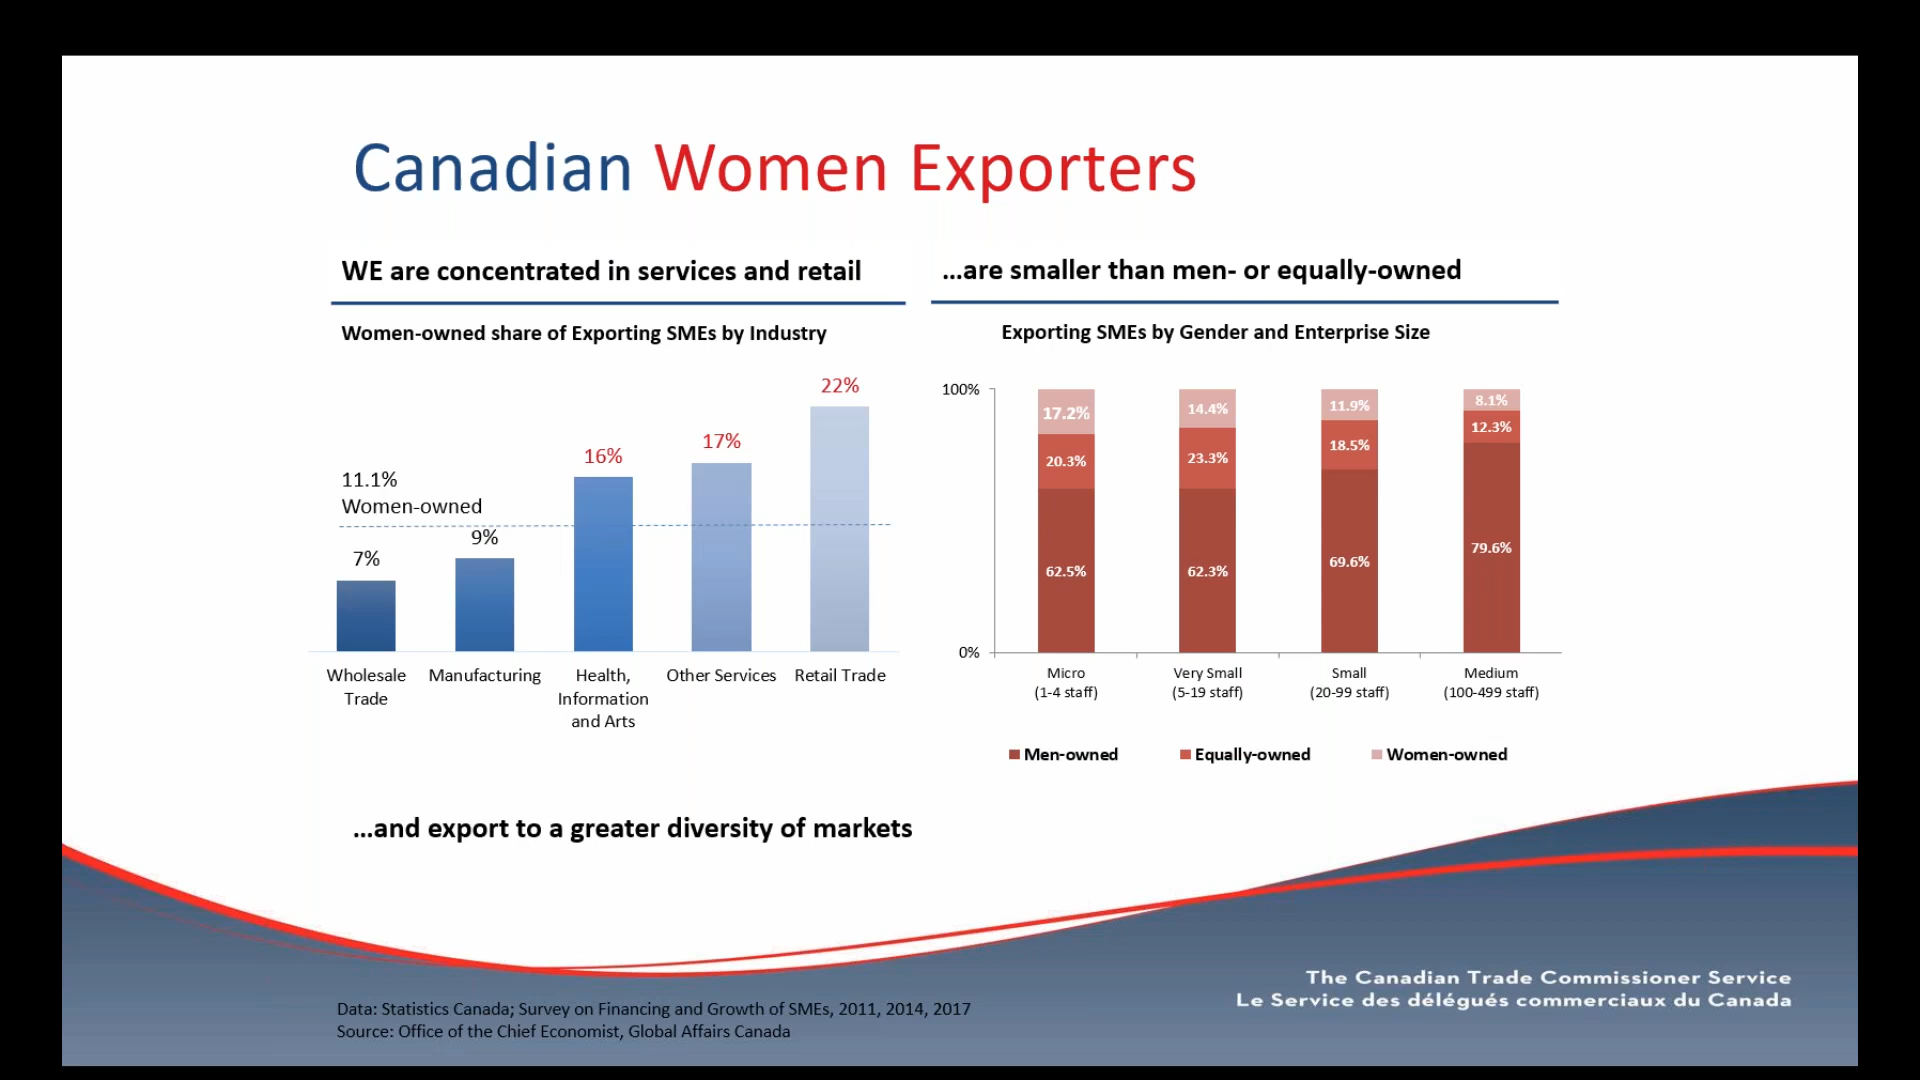 Canadian Women Exporters
WE are concentrated in services and retail
Women-owned share of Exporting SMEs by Industry
22%
17%
16%
11.1%
Women-owned
9%
7%
Wholesale
Trade
Manufacturing
Health,
Information
and Arts
Other Services
Retail Trade
...are smaller than men- or equally-owned
Exporting SMEs by Gender and Enterprise Size
100%
17.2%
14.4%
11.9%
8.1%
20.3%
23.3%
18.5%
12.3%
62.5%
62.3%
69.6%
79.6%
0%
Micro
(1-4 staff)
Very Small
(5-19 staff)
Small
(20-99 staff)
Medium
(100-499 staff)
Men-owned
Equally-owned
Women-owned
...and export to a greater diversity of markets
The Canadian Trade Commissioner Service
Le Service des délégués commerciaux du Canada
Data: Statistics Canada; Survey on Financing and Growth of SMEs, 2011, 2014, 2017
Source: Office of the Chief Economist, Global Affairs Canada